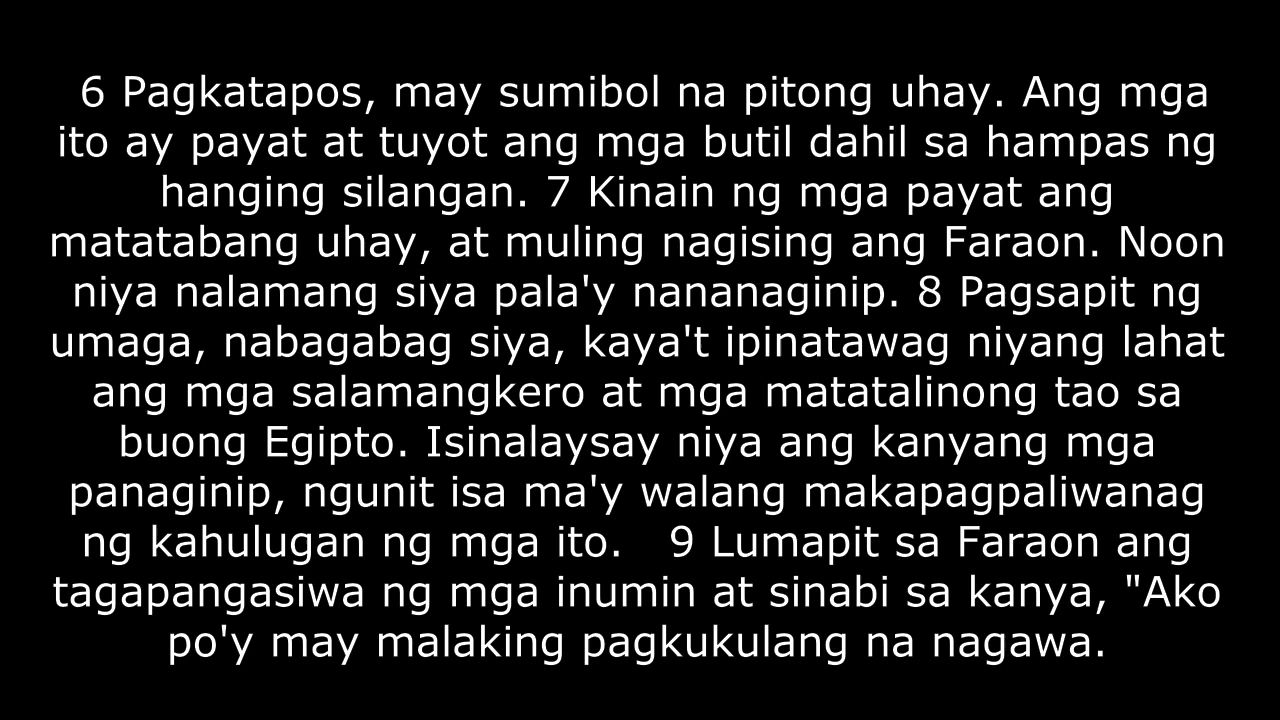 6 Pagkatapos, may sumibol na pitong uhay. Ang mga
ito ay payat at tuyot ang mga butil dahil sa hampas ng
hanging silangan. 7 Kinain ng mga payat ang
matatabang uhay, at muling nagising ang Faraon. Noon
niya nalamang siya pala'y nananaginip. 8 Pagsapit ng
umaga, nabagabag siya, kaya't ipinatawag niyang lahat
ang mga salamangkero at mga matatalinong tao sa
buong Egipto. Isinalaysay niya ang kanyang mga
panaginip, ngunit isa ma'y walang makapagpaliwanag
ng kahulugan ng mga ito.   9 Lumapit sa Faraon ang
tagapangasiwa ng mga inumin at sinabi sa kanya, "Ako
po'y may malaking pagkukulang na nagawa.